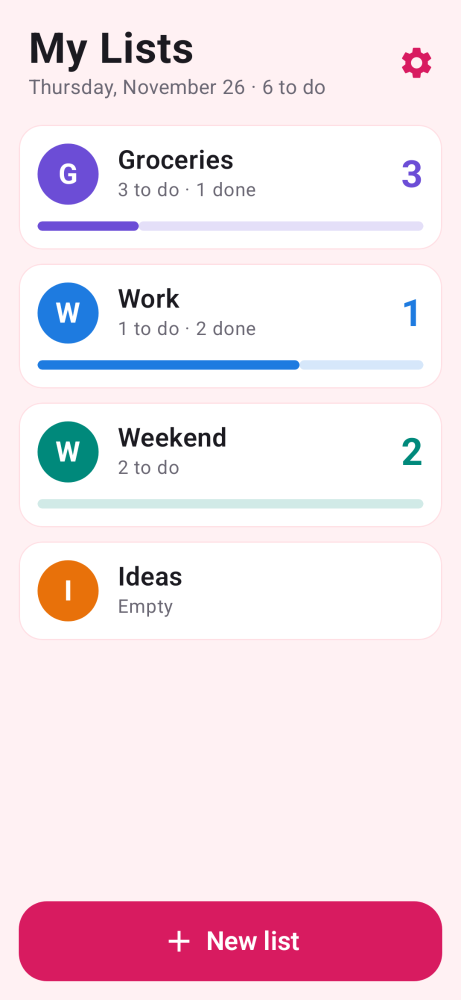 My Lists
Thursday, November 26 · 6 to do
G
Groceries
3 to do · 1 done
3
W
Work
1 to do · 2 done
1
W
Weekend
2 to do
2
I
Ideas
Empty
New list